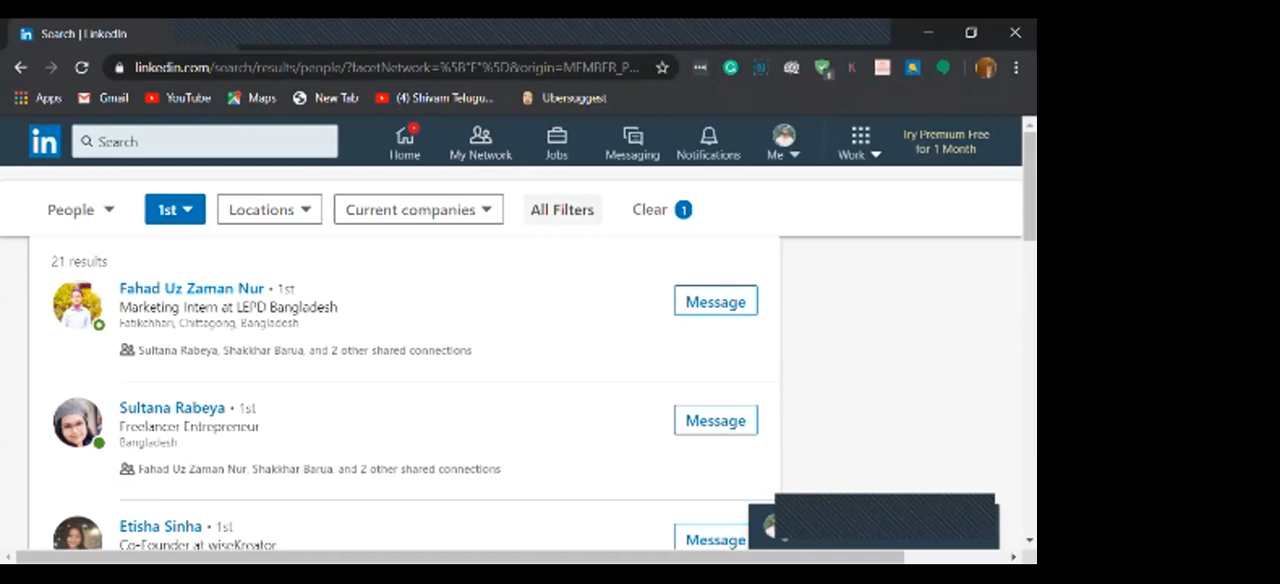 in Search | LinkedIn
linkedin.com/search/results/people/?facetNetwork=%5B"F"%5D&origin=MEMBER_P...
Apps Gmail YouTube Maps New Tab (4) Shivam Telugu... Ubersuggest
in Search Home My Network Jobs Messaging Notifications Me Work Try Premium Free
for 1 Month
People 1st Locations Current companies All Filters Clear 1
21 results
Fahad Uz Zaman Nur • 1st
Marketing Intern at LEPD Bangladesh Message
Fatikchhari, Chittagong, Bangladesh
Sultana Rabeya, Shakkhar Barua, and 2 other shared connections
Sultana Rabeya • 1st
Freelancer Entrepreneur Message
Bangladesh
Fahad Uz Zaman Nur, Shakkhar Barua, and 2 other shared connections
Etisha Sinha • 1st
Co-Founder at wiseKreator Message